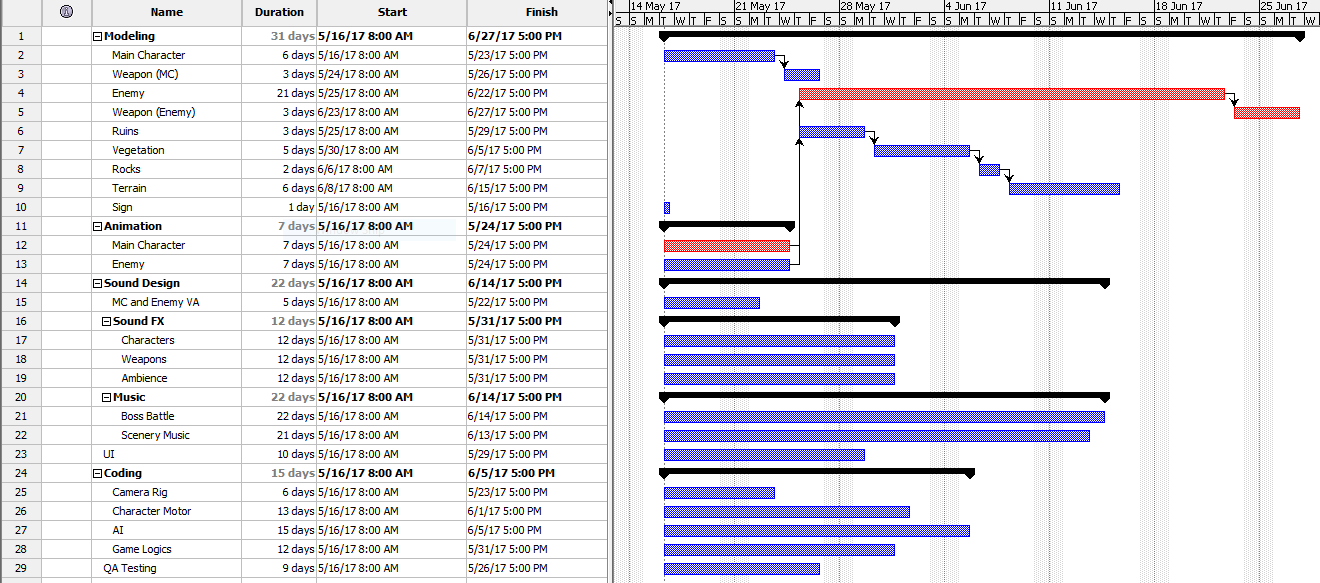 Name Duration Start Finish 14 May 17 21 May 17 28 May 17 4 Jun 17 11 Jun 17 18 Jun 17 25 Jun 17
S S M T W T F S S M T W T F S S M T W T F S S M T W T F S S M T W T F S S M T W T F S S M T W
1 Modeling 31 days 5/16/17 8:00 AM 6/27/17 5:00 PM
2 Main Character 6 days 5/16/17 8:00 AM 5/23/17 5:00 PM
3 Weapon (MC) 3 days 5/24/17 8:00 AM 5/26/17 5:00 PM
4 Enemy 21 days 5/25/17 8:00 AM 6/22/17 5:00 PM
5 Weapon (Enemy) 3 days 6/23/17 8:00 AM 6/27/17 5:00 PM
6 Ruins 3 days 5/25/17 8:00 AM 5/29/17 5:00 PM
7 Vegetation 5 days 5/30/17 8:00 AM 6/5/17 5:00 PM
8 Rocks 2 days 6/6/17 8:00 AM 6/7/17 5:00 PM
9 Terrain 6 days 6/8/17 8:00 AM 6/15/17 5:00 PM
10 Sign 1 day 5/16/17 8:00 AM 5/16/17 5:00 PM
11 Animation 7 days 5/16/17 8:00 AM 5/24/17 5:00 PM
12 Main Character 7 days 5/16/17 8:00 AM 5/24/17 5:00 PM
13 Enemy 7 days 5/16/17 8:00 AM 5/24/17 5:00 PM
14 Sound Design 22 days 5/16/17 8:00 AM 6/14/17 5:00 PM
15 MC and Enemy VA 5 days 5/16/17 8:00 AM 5/22/17 5:00 PM
16 Sound FX 12 days 5/16/17 8:00 AM 5/31/17 5:00 PM
17 Characters 12 days 5/16/17 8:00 AM 5/31/17 5:00 PM
18 Weapons 12 days 5/16/17 8:00 AM 5/31/17 5:00 PM
19 Ambience 12 days 5/16/17 8:00 AM 5/31/17 5:00 PM
20 Music 22 days 5/16/17 8:00 AM 6/14/17 5:00 PM
21 Boss Battle 22 days 5/16/17 8:00 AM 6/14/17 5:00 PM
22 Scenery Music 21 days 5/16/17 8:00 AM 6/13/17 5:00 PM
23 UI 10 days 5/16/17 8:00 AM 5/29/17 5:00 PM
24 Coding 15 days 5/16/17 8:00 AM 6/5/17 5:00 PM
25 Camera Rig 6 days 5/16/17 8:00 AM 5/23/17 5:00 PM
26 Character Motor 13 days 5/16/17 8:00 AM 6/1/17 5:00 PM
27 AI 15 days 5/16/17 8:00 AM 6/5/17 5:00 PM
28 Game Logics 12 days 5/16/17 8:00 AM 5/31/17 5:00 PM
29 QA Testing 9 days 5/16/17 8:00 AM 5/26/17 5:00 PM